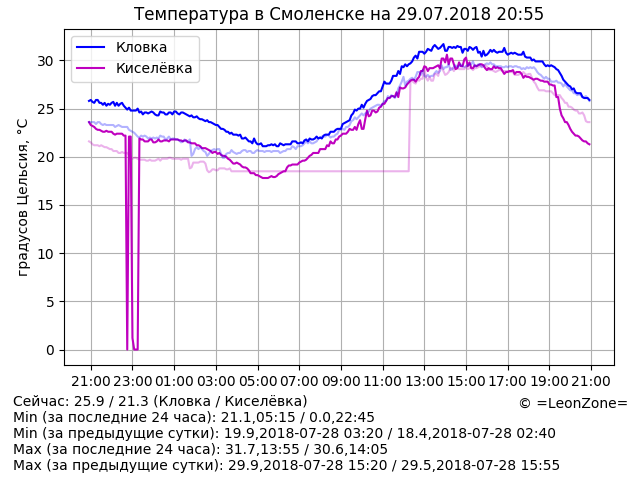 Температура в Смоленске на 29.07.2018 20:55
Кловка
Киселёвка
градусов Цельсия, °C
30
25
20
15
10
5
0
21:00 23:00 01:00 03:00 05:00 07:00 09:00 11:00 13:00 15:00 17:00 19:00 21:00
Сейчас: 25.9 / 21.3 (Кловка / Киселёвка)
© =LeonZone=
Min (за последние 24 часа): 21.1,05:15 / 0.0,22:45
Min (за предыдущие сутки): 19.9,2018-07-28 03:20 / 18.4,2018-07-28 02:40
Max (за последние 24 часа): 31.7,13:55 / 30.6,14:05
Max (за предыдущие сутки): 29.9,2018-07-28 15:20 / 29.5,2018-07-28 15:55